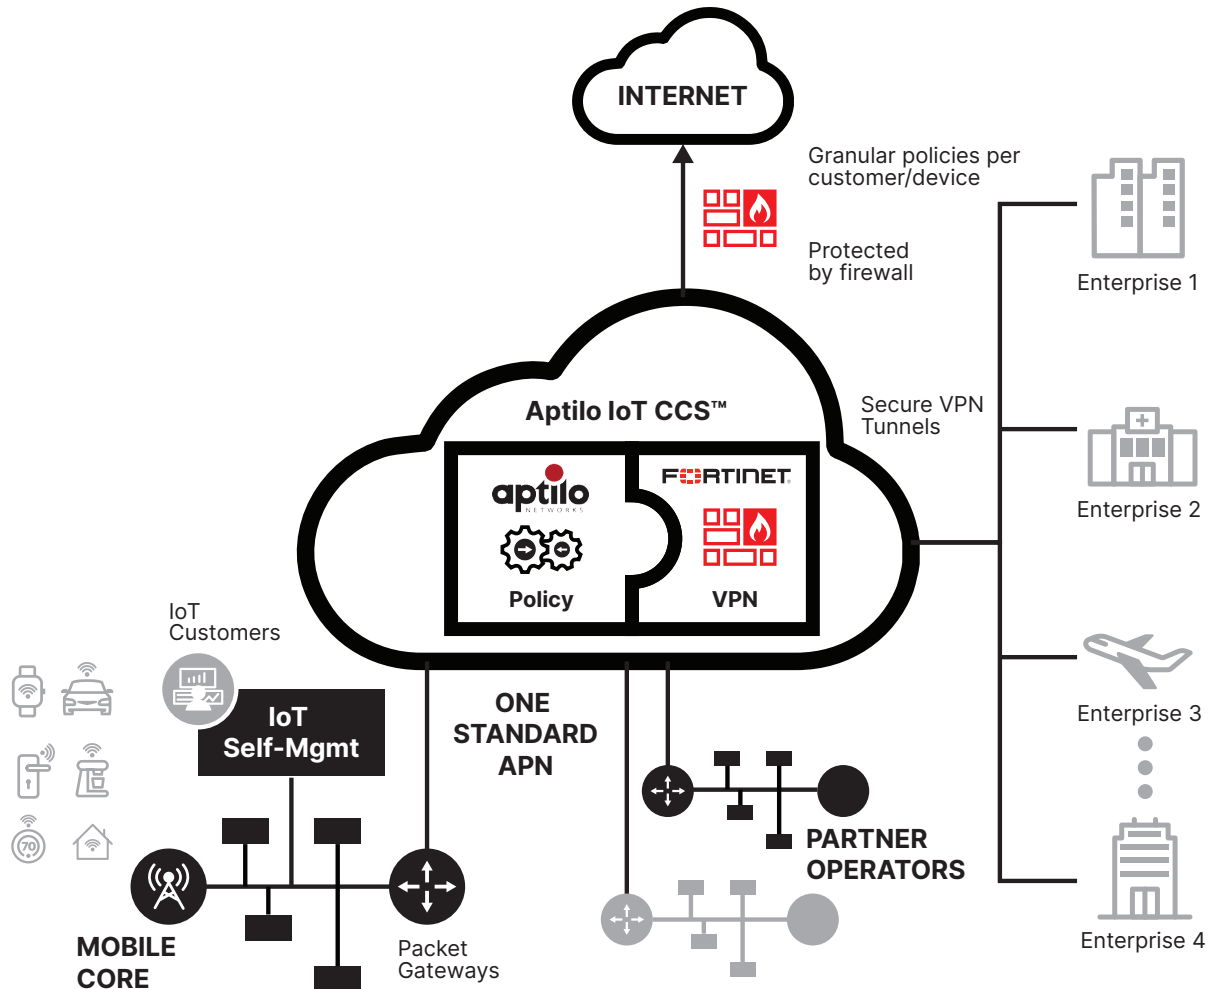 INTERNET
Granular policies per
customer/device
Protected
by firewall
Enterprise 1
Aptilo IoT CCS™
Secure VPN
Tunnels
aptilo
NETWORKS
FORTINET
Policy
VPN
Enterprise 2
IoT
Customers
IoT
Self-Mgmt
ONE
STANDARD
APN
Enterprise 3
70
PARTNER
OPERATORS
MOBILE
CORE
Packet
Gateways
Enterprise 4